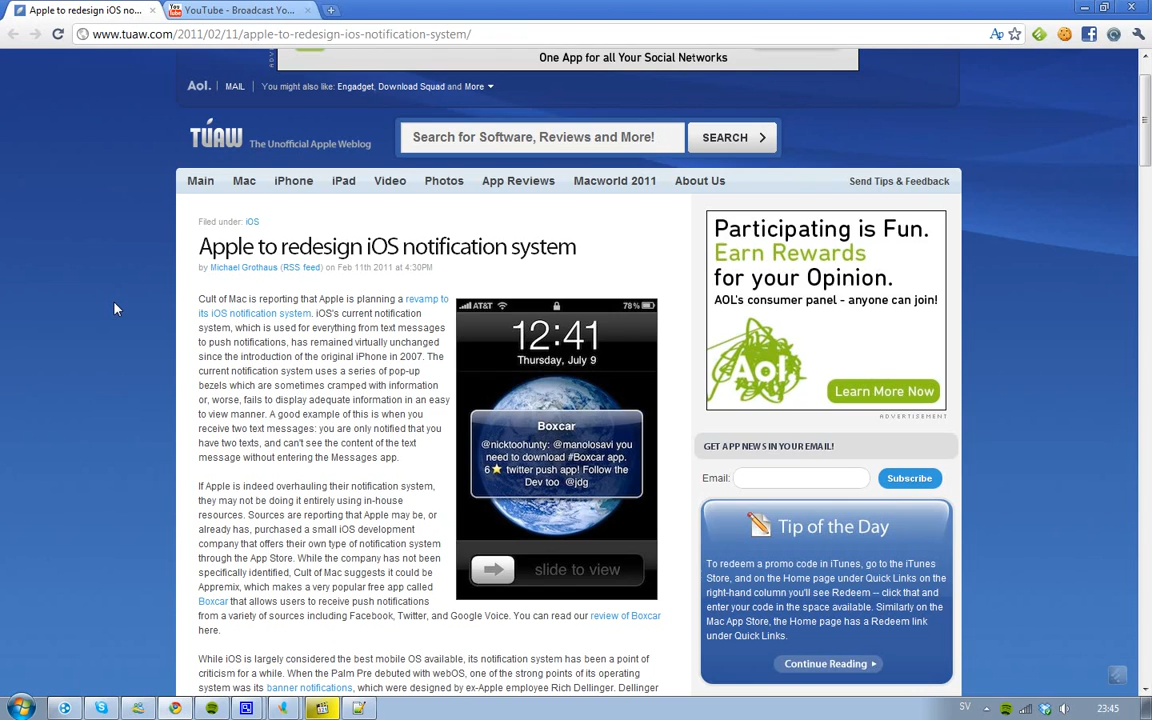 Apple to redesign iOS no...
YouTube - Broadcast Yo...
www.tuaw.com/2011/02/11/apple-to-redesign-ios-notification-system/
One App for all Your Social Networks
Aol. MAIL You might also like: Engadget, Download Squad and More
TUAW The Unofficial Apple Weblog
Search for Software, Reviews and More!
SEARCH
Main Mac iPhone iPad Video Photos App Reviews Macworld 2011 About Us Send Tips & Feedback
Filed under: iOS
Apple to redesign iOS notification system
by Michael Grothaus (RSS feed) on Feb 11th 2011 at 4:30PM
Cult of Mac is reporting that Apple is planning a revamp to
its iOS notification system. iOS's current notification
system, which is used for everything from text messages
to push notifications, has remained virtually unchanged
since the introduction of the original iPhone in 2007. The
current notification system uses a series of pop-up
bezels which are sometimes cramped with information
or, worse, fails to display adequate information in an easy
to view manner. A good example of this is when you
receive two text messages: you are only notified that you
have two texts, and can't see the content of the text
message without entering the Messages app.
If Apple is indeed overhauling their notification system,
they may not be doing it entirely using in-house
resources. Sources are reporting that Apple may be, or
already has, purchased a small iOS development
company that offers their own type of notification system
through the App Store. While the company has not been
specifically identified, Cult of Mac suggests it could be
Appremix, which makes a very popular free app called
Boxcar that allows users to receive push notifications
from a variety of sources including Facebook, Twitter, and Google Voice. You can read our review of Boxcar
here.
While iOS is largely considered the best mobile OS available, its notification system has been a point of
criticism for a while. When the Palm Pre debuted with webOS, one of the strong points of its operating
system was its banner notifications, which were designed by ex-Apple employee Rich Dellinger. Dellinger
AT&T 78%
12:41
Thursday, July 9
Boxcar
@nicktoohunty: @manolosavi you
need to download #Boxcar app.
6⭐ twitter push app! Follow the
Dev too @jdg
slide to view
Participating is Fun.
Earn Rewards
for your Opinion.
AOL's consumer panel - anyone can join!
Aol.
Learn More Now
ADVERTISEMENT
GET APP NEWS IN YOUR EMAIL!
Email: Subscribe
Tip of the Day
To redeem a promo code in iTunes, go to the iTunes
Store, and on the Home page under Quick Links on the
right-hand column you'll see Redeem -- click that and
enter your code in the space available. Similarly on the
Mac App Store, the Home page has a Redeem link
under Quick Links.
Continue Reading
SV 23:45